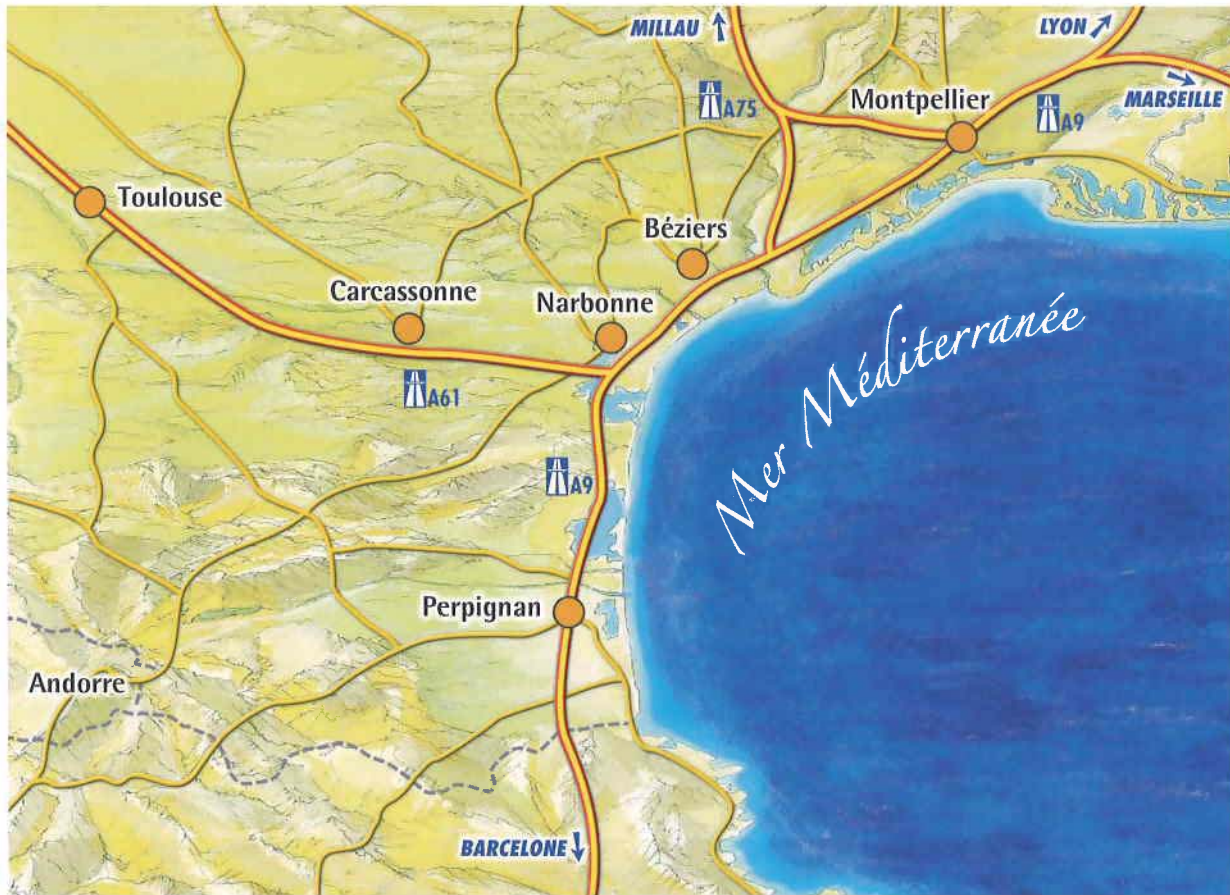 MILLAU
LYON
A75
Montpellier
MARSEILLE
A9
Toulouse
Béziers
Carcassonne
Narbonne
Mer Méditerranée
A61
A9
Perpignan
Andorre
BARCELONE